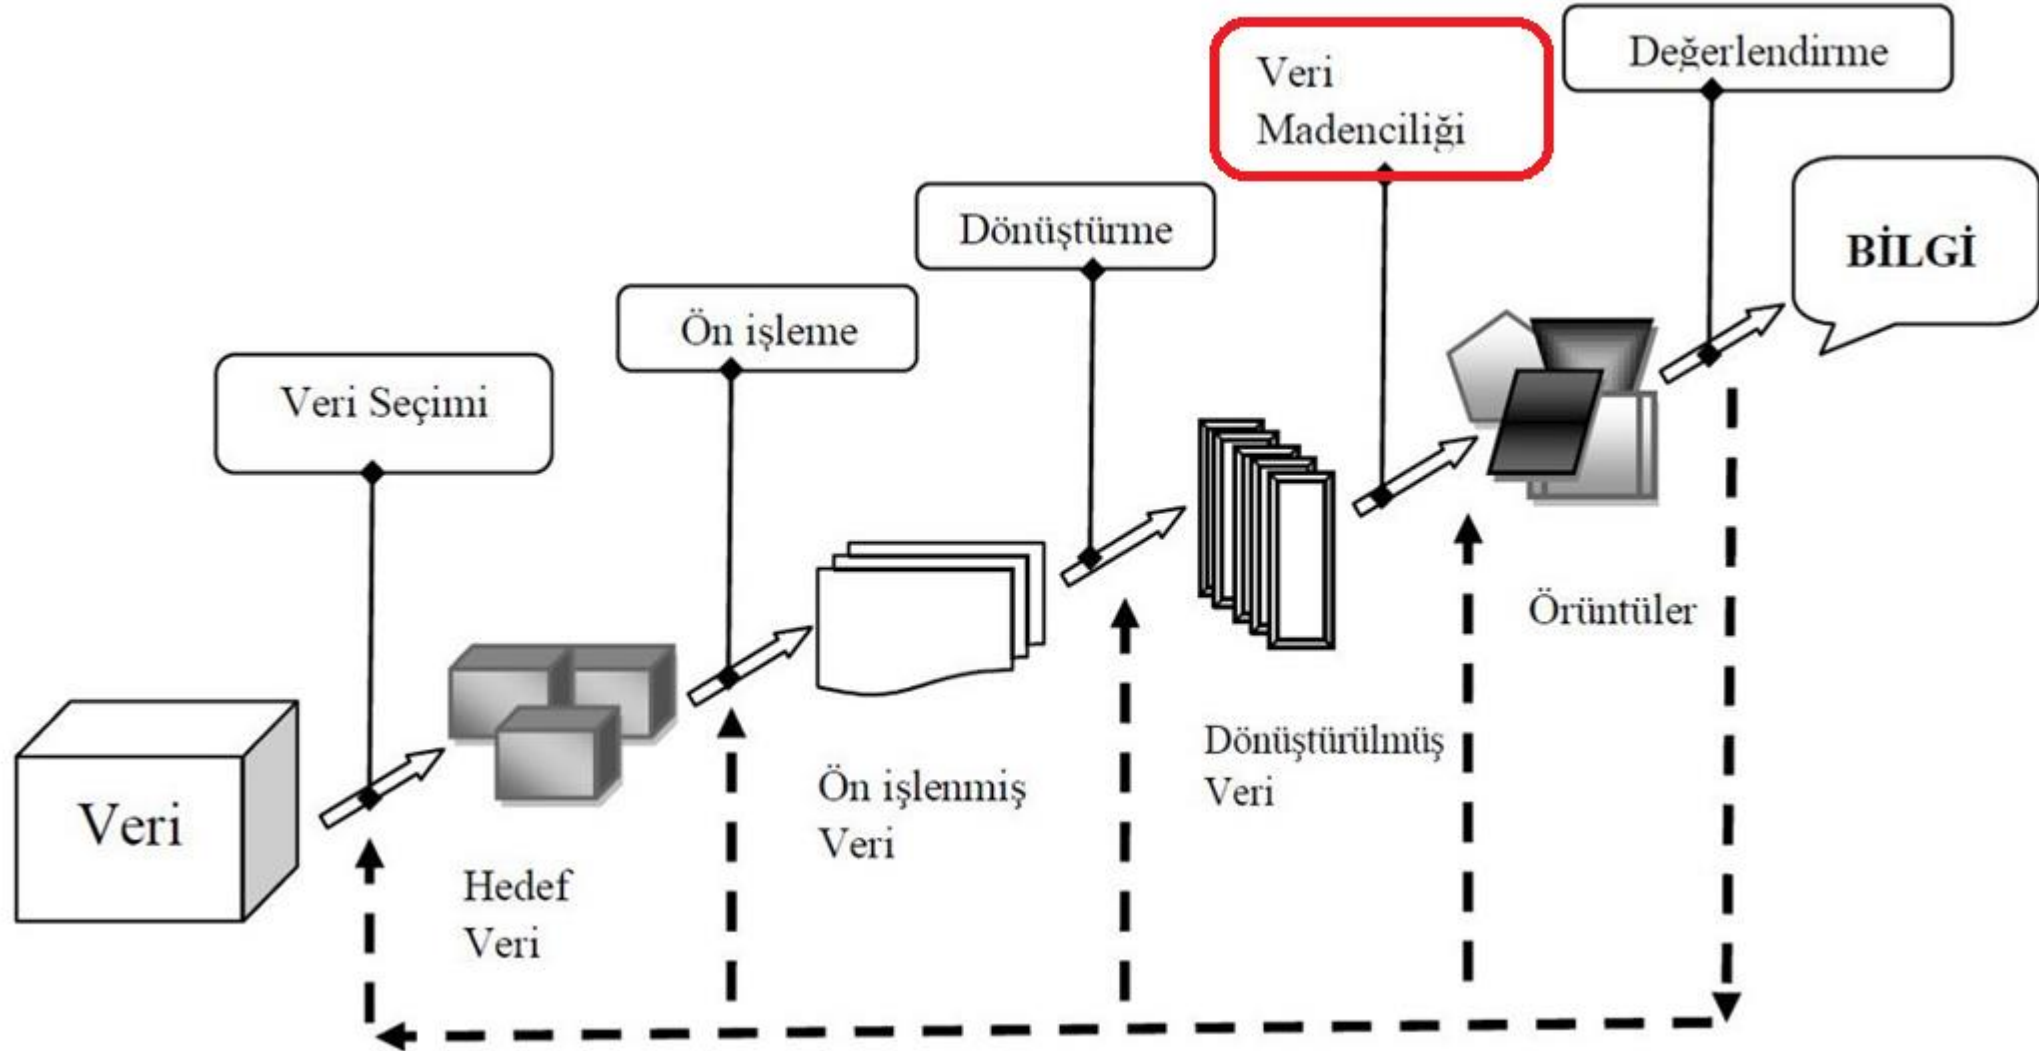 Değerlendirme
Veri
Madenciliği
Dönüştürme
BİLGİ
Ön işleme
Veri Seçimi
Örüntüler
Dönüştürülmüş
Veri
Ön işlenmiş
Veri
Veri
Hedef
Veri